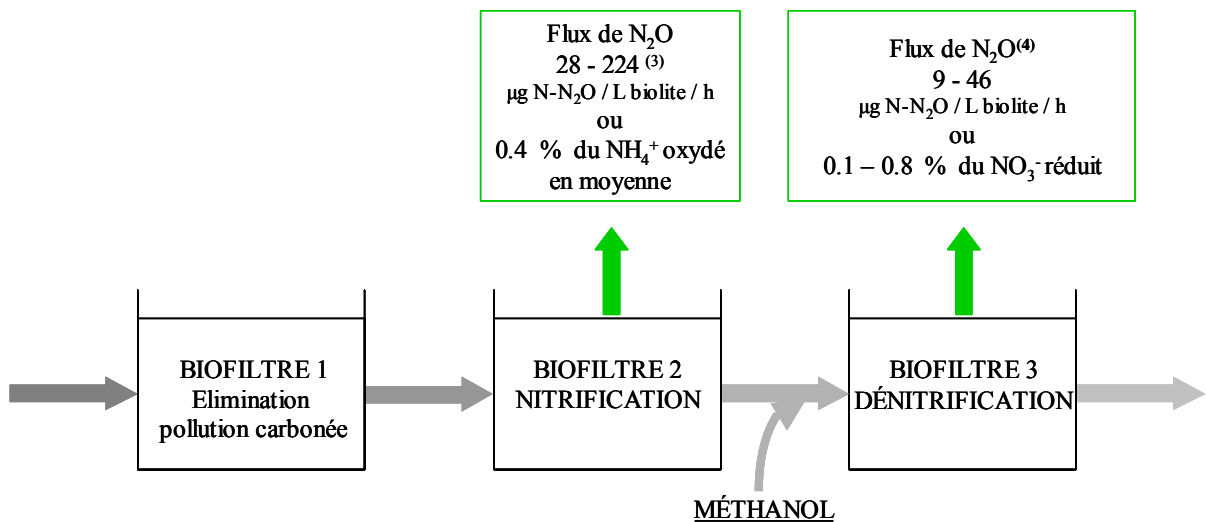 Flux de N₂O
28 - 224 ⁽³⁾
µg N-N₂O / L biolite / h
ou
0.4 % du NH₄⁺ oxydé
en moyenne
Flux de N₂O⁽⁴⁾
9 - 46
µg N-N₂O / L biolite / h
ou
0.1 – 0.8 % du NO₃⁻ réduit
BIOFILTRE 1
Elimination
pollution carbonée
BIOFILTRE 2
NITRIFICATION
BIOFILTRE 3
DÉNITRIFICATION
MÉTHANOL